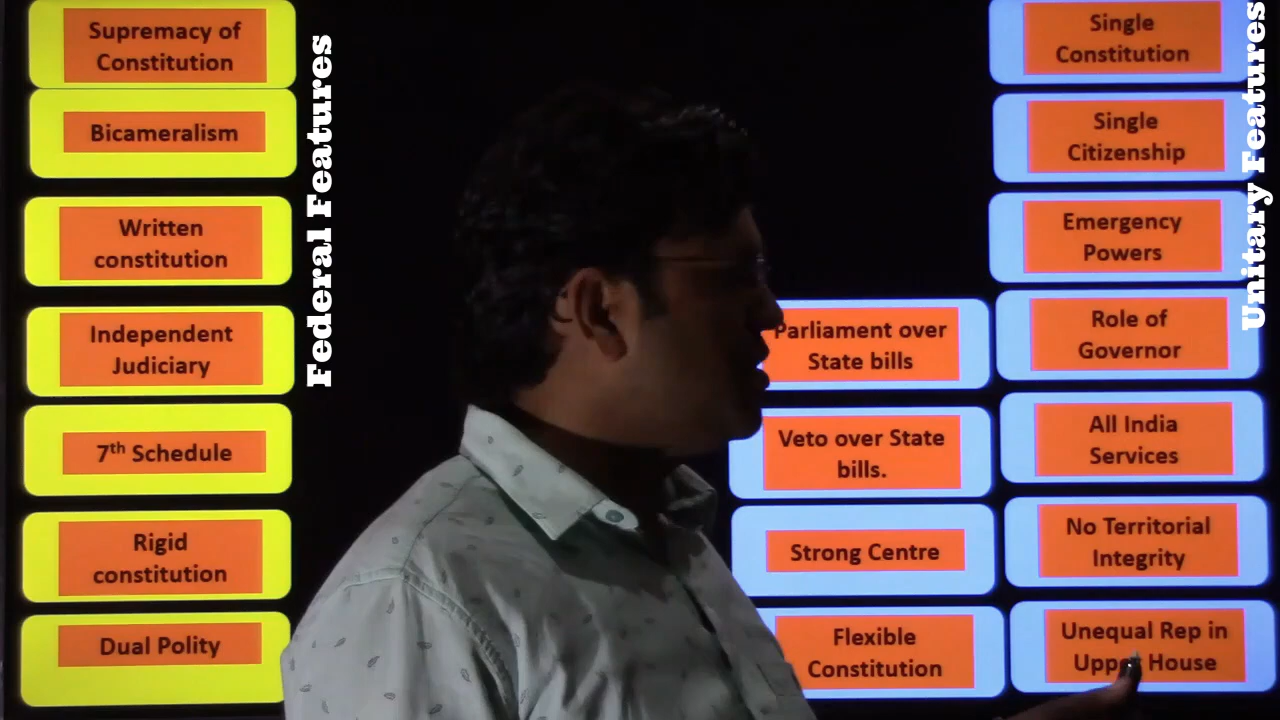 Supremacy of
Constitution
Bicameralism
Written
constitution
Independent
Judiciary
7th Schedule
Rigid
constitution
Dual Polity
Federal Features
Parliament over
State bills
Veto over State
bills.
Strong Centre
Flexible
Constitution
Single
Constitution
Single
Citizenship
Emergency
Powers
Role of
Governor
All India
Services
No Territorial
Integrity
Unequal Rep in
Upper House
Unitary Features